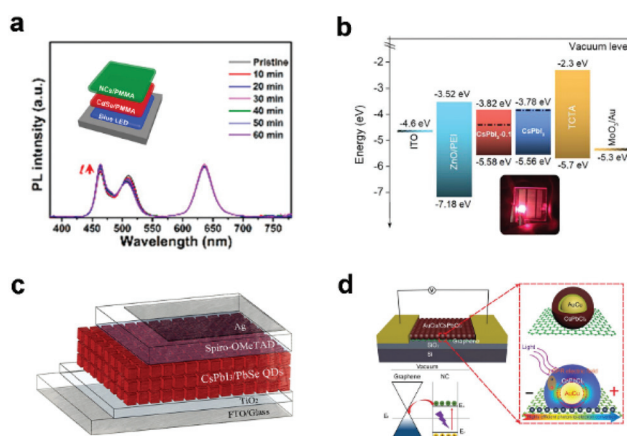 a
PL intensity (a.u.)
NCs/PMMA
CdSe/PMMA
Blue LED
Pristine
10 min
20 min
30 min
40 min
50 min
60 min
t
400 450 500 550 600 650 700 750
Wavelength (nm)
b
Vacuum level
Energy (eV)
-1
-2
-3
-4
-5
-6
-7
-4.6 eV
ITO
-3.52 eV
ZnO/PEI
-7.18 eV
-3.82 eV
CsPbI3-0.1
-5.58 eV
-3.78 eV
CsPbI3
-5.56 eV
-2.3 eV
TCTA
-5.7 eV
MoO3/Au
-5.3 eV
c
Ag
Spiro-OMeTAD
CsPbI3/PbSe QDs
TiO2
FTO/Glass
d
V
AuCu/CsPbCl3
Graphene
SiO2
Si
Vacuum
Graphene
NC
AuCu
CsPbCl3
Light
CsPbCl3
AuCu
−
+